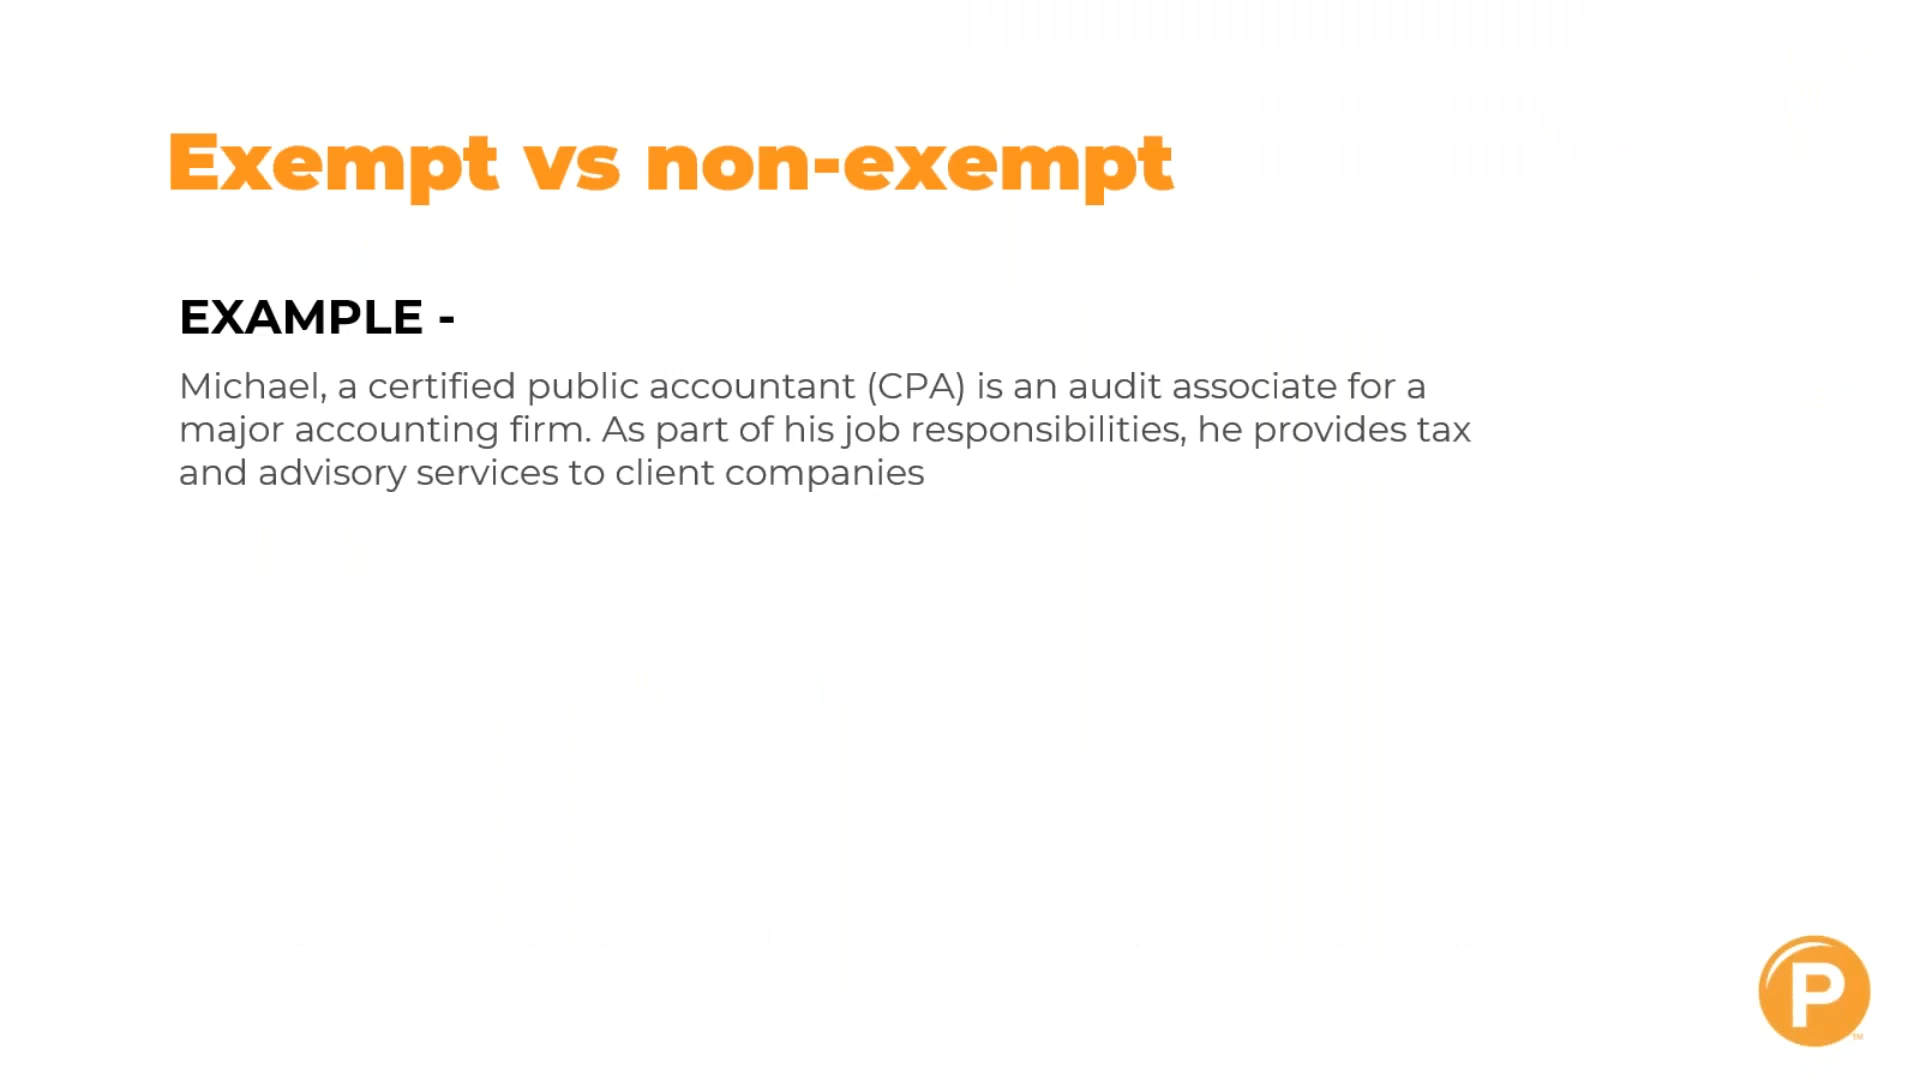 Exempt vs non-exempt
EXAMPLE -
Michael, a certified public accountant (CPA) is an audit associate for a
major accounting firm. As part of his job responsibilities, he provides tax
and advisory services to client companies
P
TM